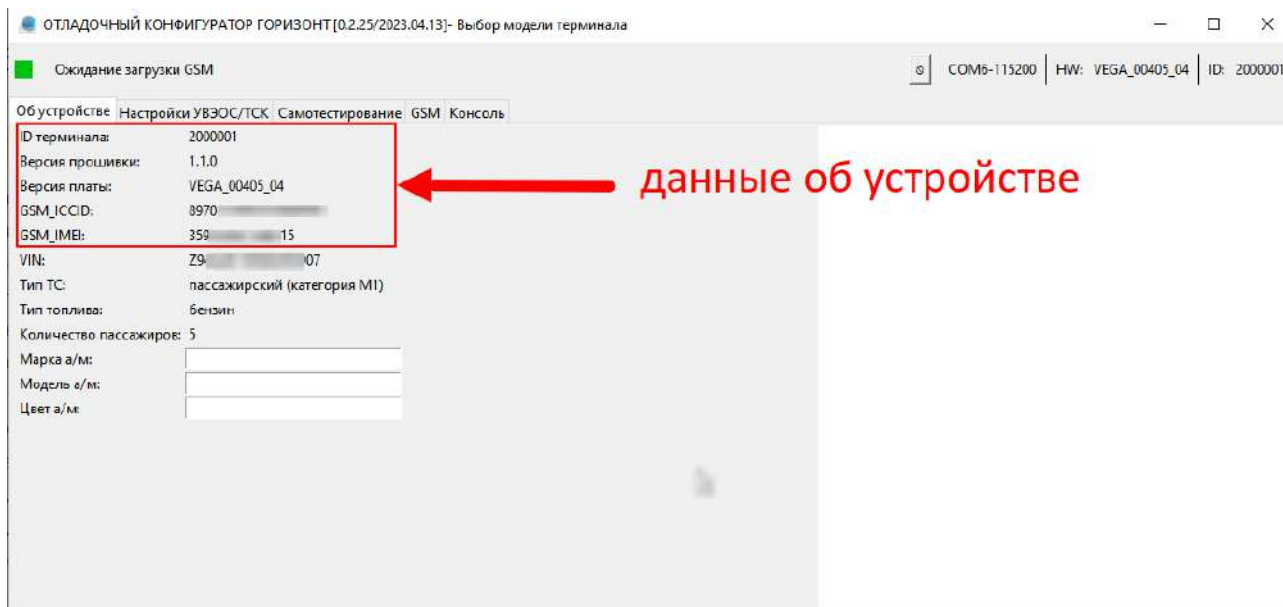 ОТЛАДОЧНЫЙ КОНФИГУРАТОР ГОРИЗОНТ[0.2.25/2023.04.13]- Выбор модели терминала
Ожидание загрузки GSM COM6-115200 HW: VEGA_00405_04 ID: 2000001
Об устройстве Настройки УВЭОС/ТСК Самотестирование GSM Консоль
ID терминала: 2000001
Версия прошивки: 1.1.0
Версия платы: VEGA_00405_04
GSM_ICCID: 8970
GSM_IMEI: 359 15
VIN: Z94 907
Тип ТС: пассажирский (категория M1)
Тип топлива: бензин
Количество пассажиров: 5
Марка а/м:
Модель а/м:
Цвет а/м:
данные об устройстве